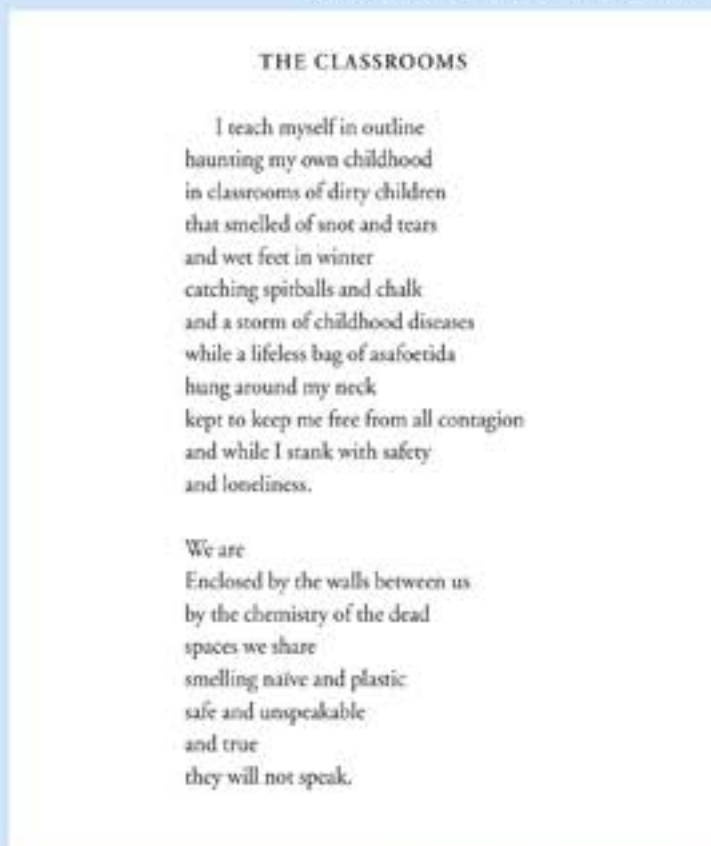 THE CLASSROOMS
I teach myself in outline
haunting my own childhood
in classrooms of dirty children
that smelled of snot and tears
and wet feet in winter
catching spitballs and chalk
and a storm of childhood diseases
while a lifeless bag of asafoetida
hung around my neck
kept to keep me free from all contagion
and while I stank with safety
and loneliness.
We are
Enclosed by the walls between us
by the chemistry of the dead
spaces we share
smelling naïve and plastic
safe and unspeakable
and true
they will not speak.